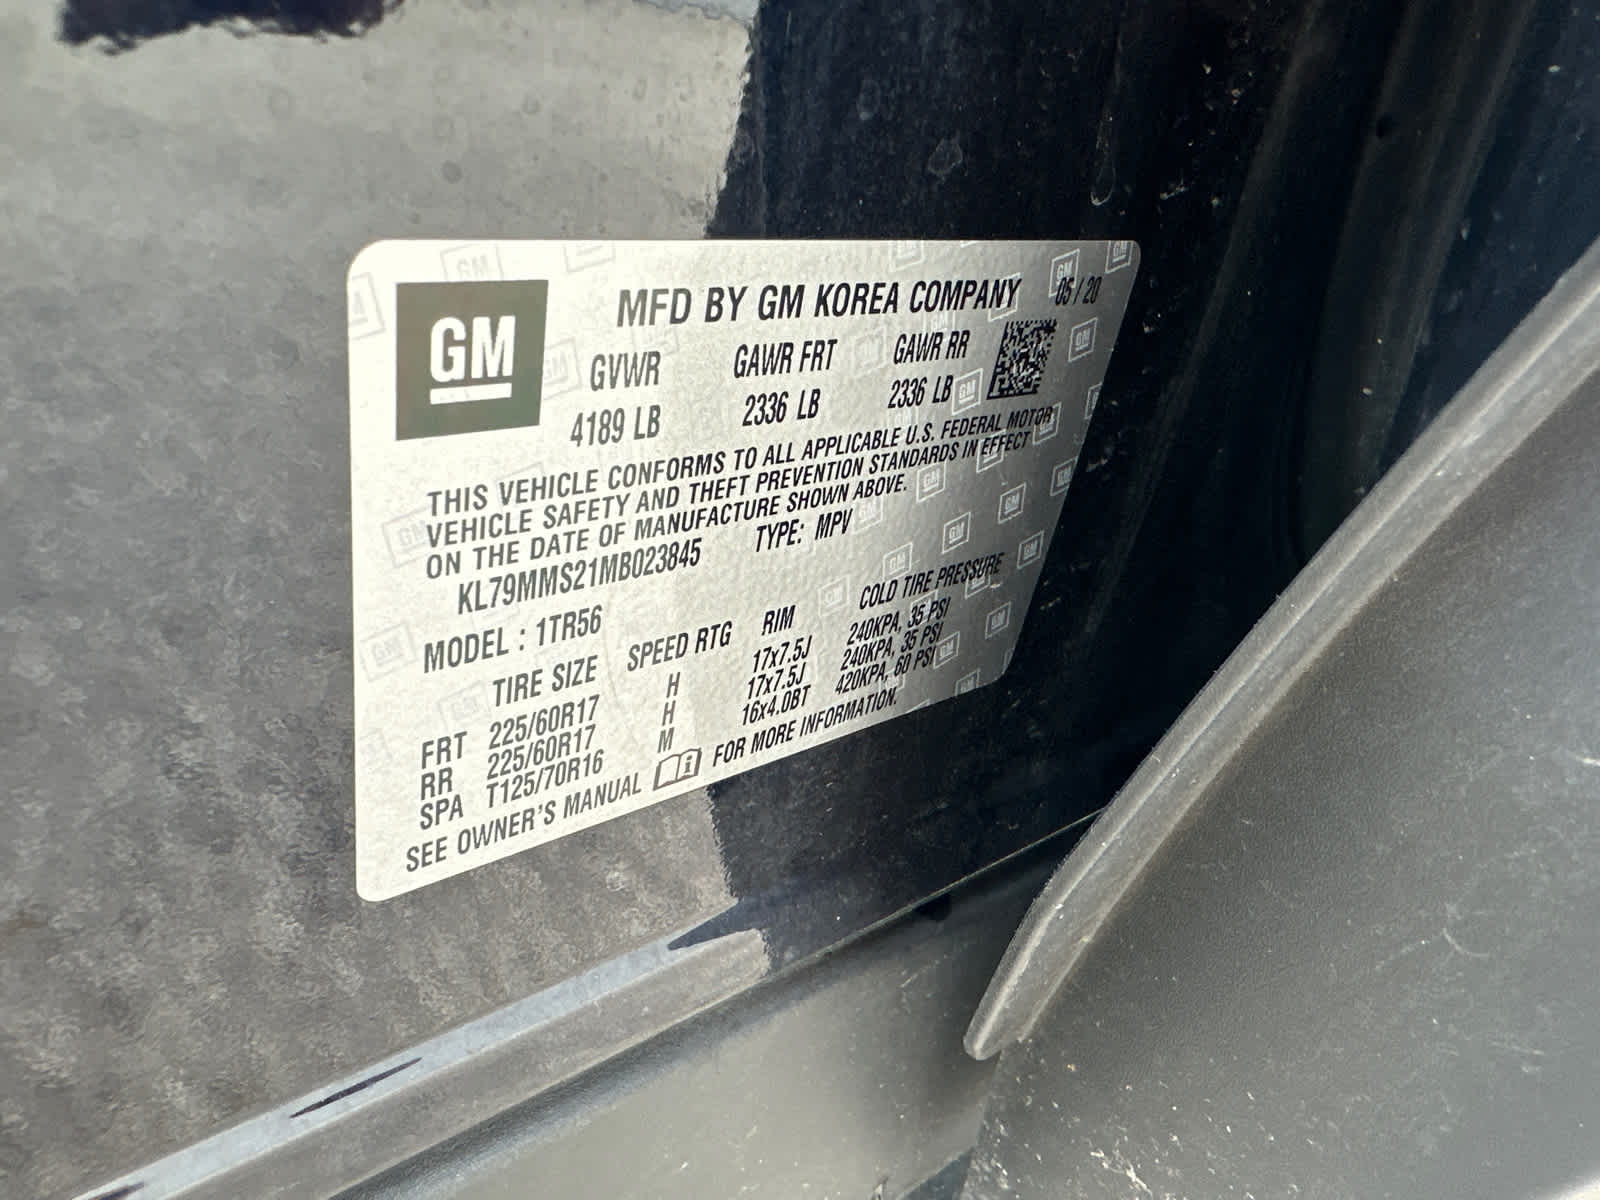 GM
MFD BY GM KOREA COMPANY 05/20
GVWR GAWR FRT GAWR RR
4189 LB 2336 LB 2336 LB
THIS VEHICLE CONFORMS TO ALL APPLICABLE U.S. FEDERAL MOTOR
VEHICLE SAFETY AND THEFT PREVENTION STANDARDS IN EFFECT
ON THE DATE OF MANUFACTURE SHOWN ABOVE.
KL79MMS21MB023845 TYPE: MPV
MODEL : 1TR56
TIRE SIZE SPEED RTG RIM COLD TIRE PRESSURE
FRT 225/60R17 H 17x7.5J 240KPA, 35 PSI
RR 225/60R17 H 17x7.5J 240KPA, 35 PSI
SPA T125/70R16 M 16x4.0BT 420KPA, 60 PSI
SEE OWNER'S MANUAL FOR MORE INFORMATION.